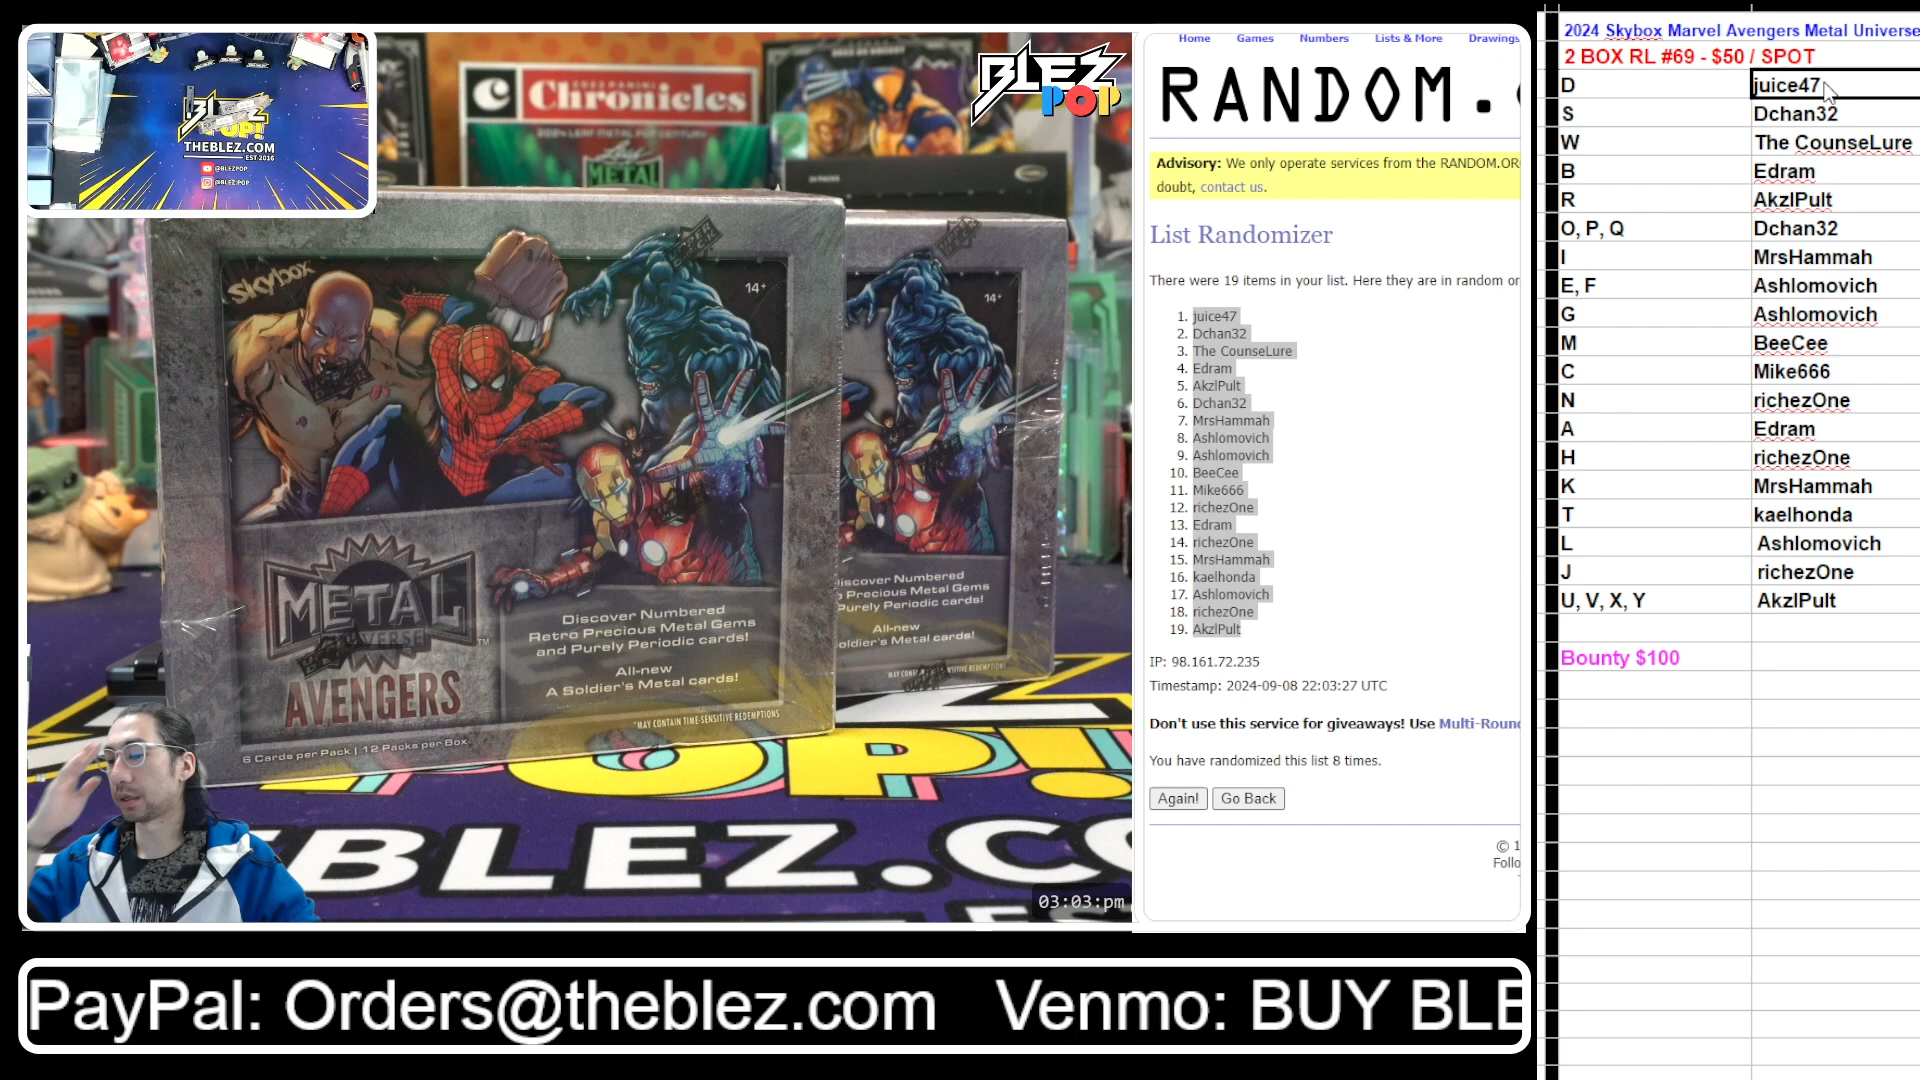 THEBLEZ.COM
EST-2016
@BLEZPOP
@BLEZPOP
BLEZ
POP
c Chronicles
Leaf
METAL
skybox
14+
14+
METAL
UNIVERSE
AVENGERS
Discover Numbered
Retro Precious Metal Gems
and Purely Periodic cards!
All-new
A Soldier's Metal cards!
*MAY CONTAIN TIME-SENSITIVE REDEMPTIONS
6 Cards per Pack | 12 Packs per Box
Discover Numbered
Precious Metal Gems
Purely Periodic cards!
All-new
oldier's Metal cards!
OP!
BLEZ.CO
03:03:pm
Home Games Numbers Lists & More Drawings
RANDOM.
Advisory: We only operate services from the RANDOM.OR
doubt, contact us.
List Randomizer
There were 19 items in your list. Here they are in random or
1. juice47
2. Dchan32
3. The CounseLure
4. Edram
5. AkzlPult
6. Dchan32
7. MrsHammah
8. Ashlomovich
9. Ashlomovich
10. BeeCee
11. Mike666
12. richezOne
13. Edram
14. richezOne
15. MrsHammah
16. kaelhonda
17. Ashlomovich
18. richezOne
19. AkzlPult
IP: 98.161.72.235
Timestamp: 2024-09-08 22:03:27 UTC
Don't use this service for giveaways! Use Multi-Roun
You have randomized this list 8 times.
Again! Go Back
© 1
Follo
2024 Skybox Marvel Avengers Metal Universe
2 BOX RL #69 - $50 / SPOT
D juice47
S Dchan32
W The CounseLure
B Edram
R AkzlPult
O, P, Q Dchan32
I MrsHammah
E, F Ashlomovich
G Ashlomovich
M BeeCee
C Mike666
N richezOne
A Edram
H richezOne
K MrsHammah
T kaelhonda
L Ashlomovich
J richezOne
U, V, X, Y AkzlPult
Bounty $100
PayPal: Orders@theblez.com Venmo: BUY BLE